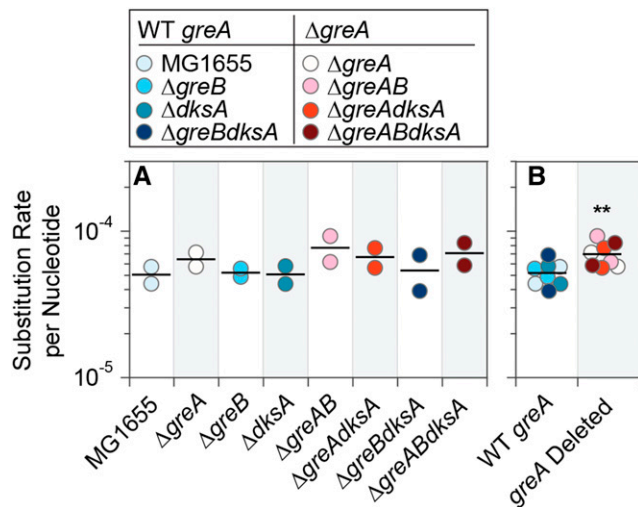 WT greA ΔgreA
MG1655 ΔgreA
ΔgreB ΔgreAB
ΔdksA ΔgreAdksA
ΔgreBdksA ΔgreABdksA
A B
Substitution Rate
per Nucleotide
10⁻⁴
**
10⁻⁵
MG1655
ΔgreA
ΔgreB
ΔdksA
ΔgreAB
ΔgreAdksA
ΔgreBdksA
ΔgreABdksA
WT greA
greA Deleted